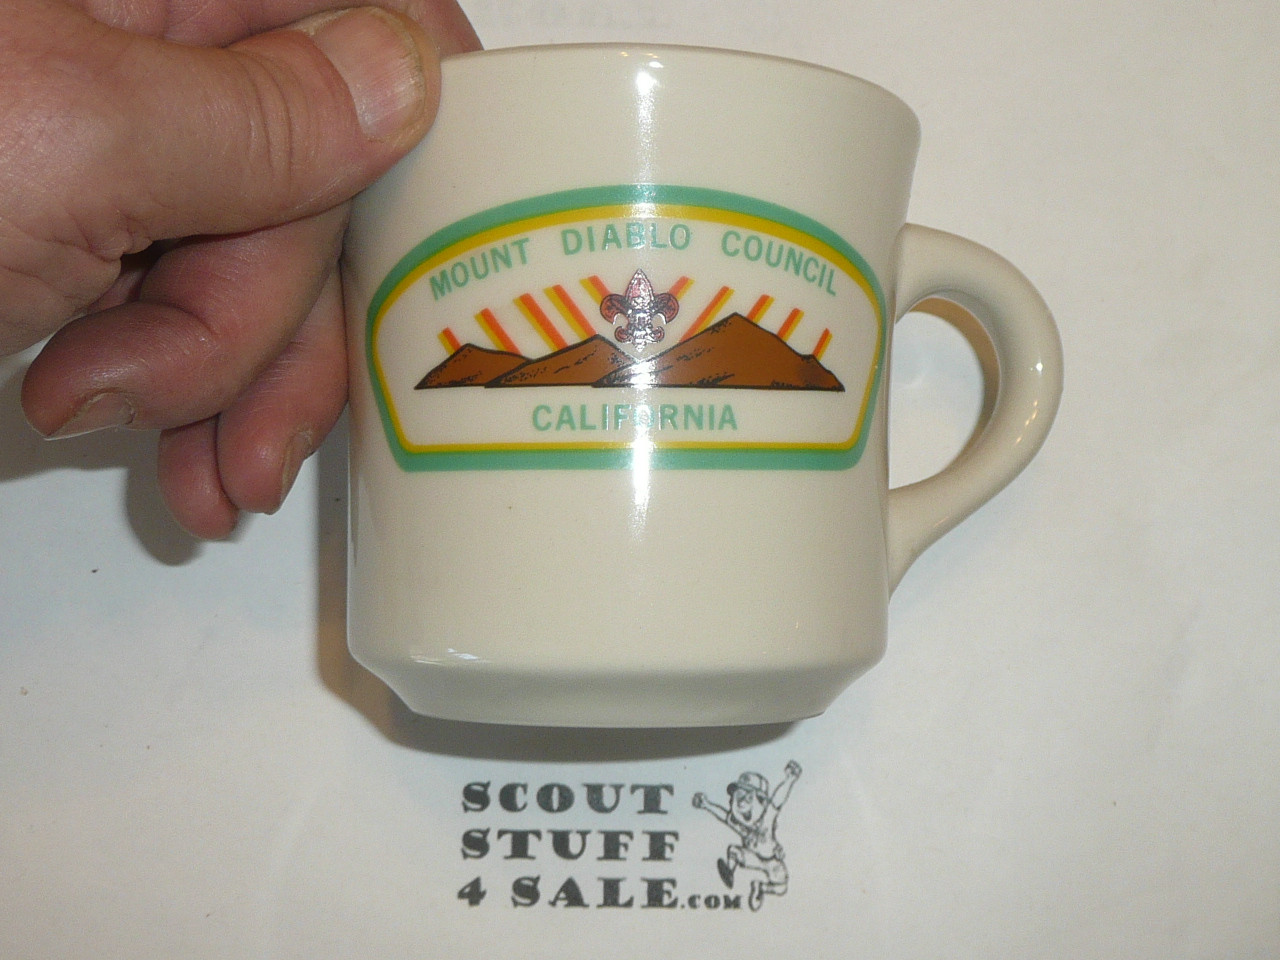 MOUNT DIABLO COUNCIL
CALIFORNIA
SCOUT
STUFF
4 SALE.COM